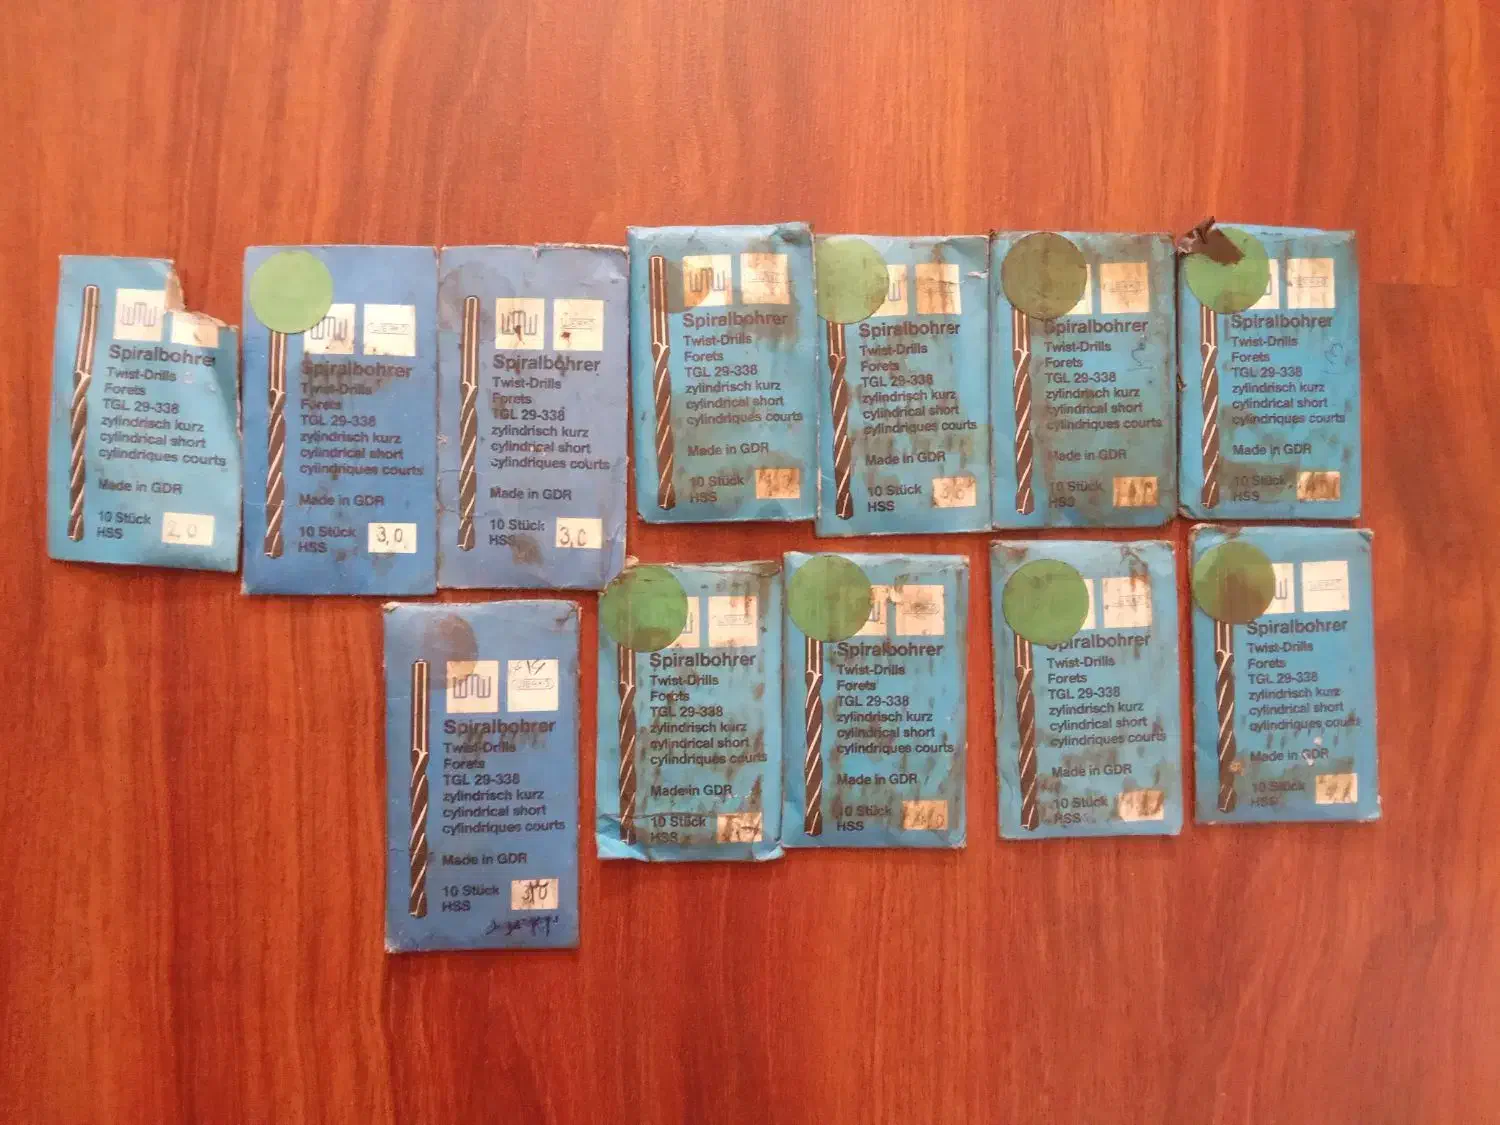 WMW
Spiralbohrer
Twist-Drills
Forets
TGL 29-338
zylindrisch kurz
cylindrical short
cylindriques courts
Made in GDR
10 Stück
HSS
2,0
WMW
WERKS
Spiralbohrer
Twist-Drills
Forets
TGL 29-338
zylindrisch kurz
cylindrical short
cylindriques courts
Made in GDR
10 Stück
HSS
3,0
WMW
Spiralbohrer
Twist-Drills
Forets
TGL 29-338
zylindrisch kurz
cylindrical short
cylindriques courts
Made in GDR
10 Stück
HSS
3,0
WMW
Spiralbohrer
Twist-Drills
Forets
TGL 29-338
zylindrisch kurz
cylindrical short
cylindriques courts
Made in GDR
10 Stück
HSS
Spiralbohrer
Twist-Drills
Forets
TGL 29-338
zylindrisch kurz
cylindrical short
cylindriques courts
Made in GDR
10 Stück
HSS
WERKS
Spiralbohrer
Twist-Drills
Forets
TGL 29-338
zylindrisch kurz
cylindrical short
cylindriques courts
Made in GDR
10 Stück
HSS
Spiralbohrer
Twist-Drills
Forets
TGL 29-338
zylindrisch kurz
cylindrical short
cylindriques courts
Made in GDR
10 Stück
HSS
WMW
WERKS
Spiralbohrer
Twist-Drills
Forets
TGL 29-338
zylindrisch kurz
cylindrical short
cylindriques courts
Made in GDR
10 Stück
HSS
Spiralbohrer
Twist-Drills
Forets
TGL 29-338
zylindrisch kurz
cylindrical short
cylindriques courts
Made in GDR
10 Stück
HSS
Spiralbohrer
Twist-Drills
Forets
TGL 29-338
zylindrisch kurz
cylindrical short
cylindriques courts
Made in GDR
10 Stück
HSS
Spiralbohrer
Twist-Drills
Forets
TGL 29-338
zylindrisch kurz
cylindrical short
cylindriques courts
Made in GDR
10 Stück
HSS
Spiralbohrer
Twist-Drills
Forets
TGL 29-338
zylindrisch kurz
cylindrical short
cylindriques courts
Made in GDR
10 Stück
HSS